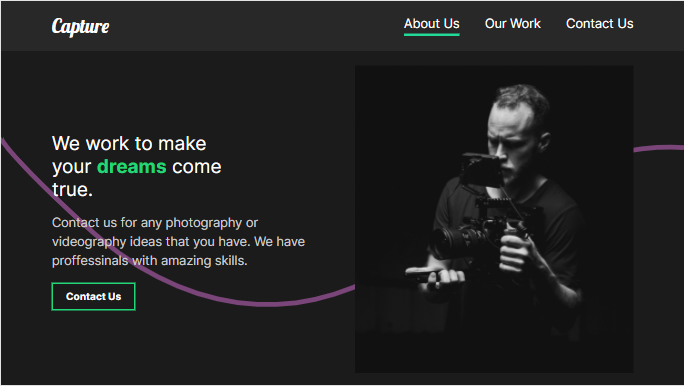 Capture
About Us Our Work Contact Us
We work to make
your dreams come
true.
Contact us for any photography or
videography ideas that you have. We have
proffessinals with amazing skills.
Contact Us